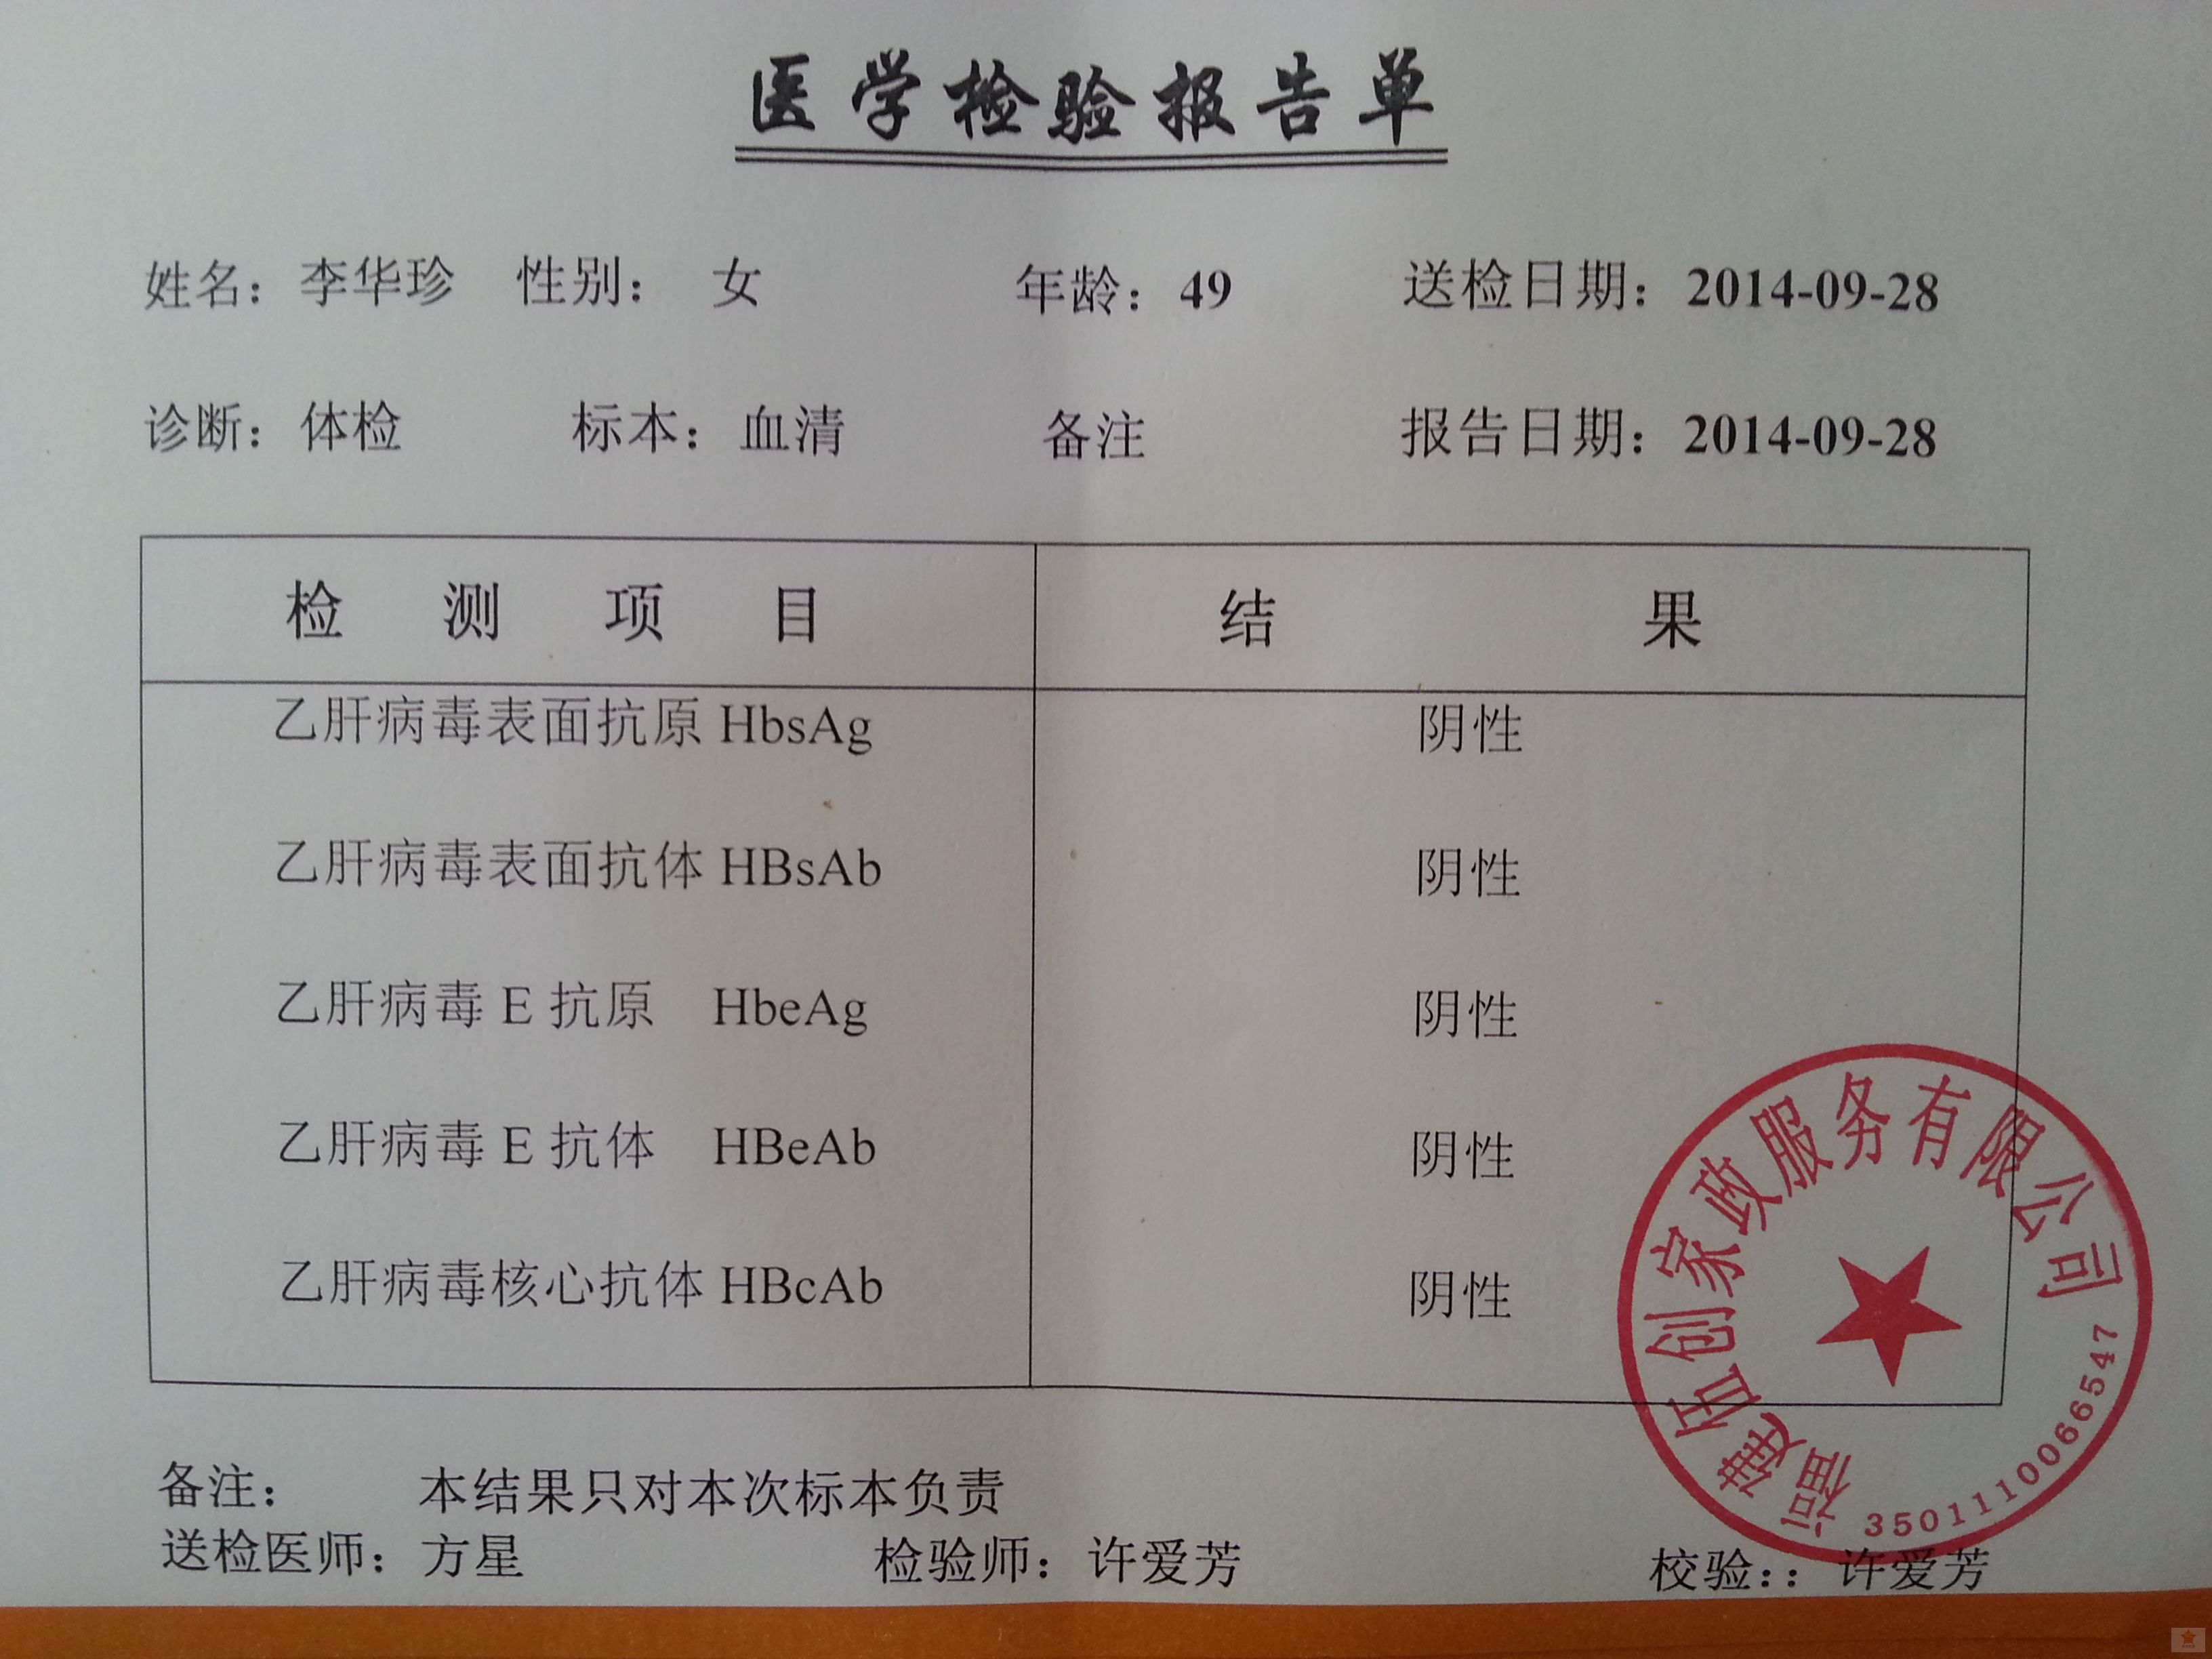 医学检验报告单
姓名：李华珍 性别： 女 年龄：49 送检日期：2014-09-28
诊断：体检 标本：血清 备注 报告日期：2014-09-28
检 测 项 目 结 果
乙肝病毒表面抗原 HbsAg 阴性
乙肝病毒表面抗体 HBsAb 阴性
乙肝病毒 E 抗原 HbeAg 阴性
乙肝病毒 E 抗体 HBeAb 阴性
乙肝病毒核心抗体 HBcAb 阴性
福建伍创家政服务有限公司
3501110066547
备注： 本结果只对本次标本负责
送检医师：方星 检验师：许爱芳 校验：：许爱芳